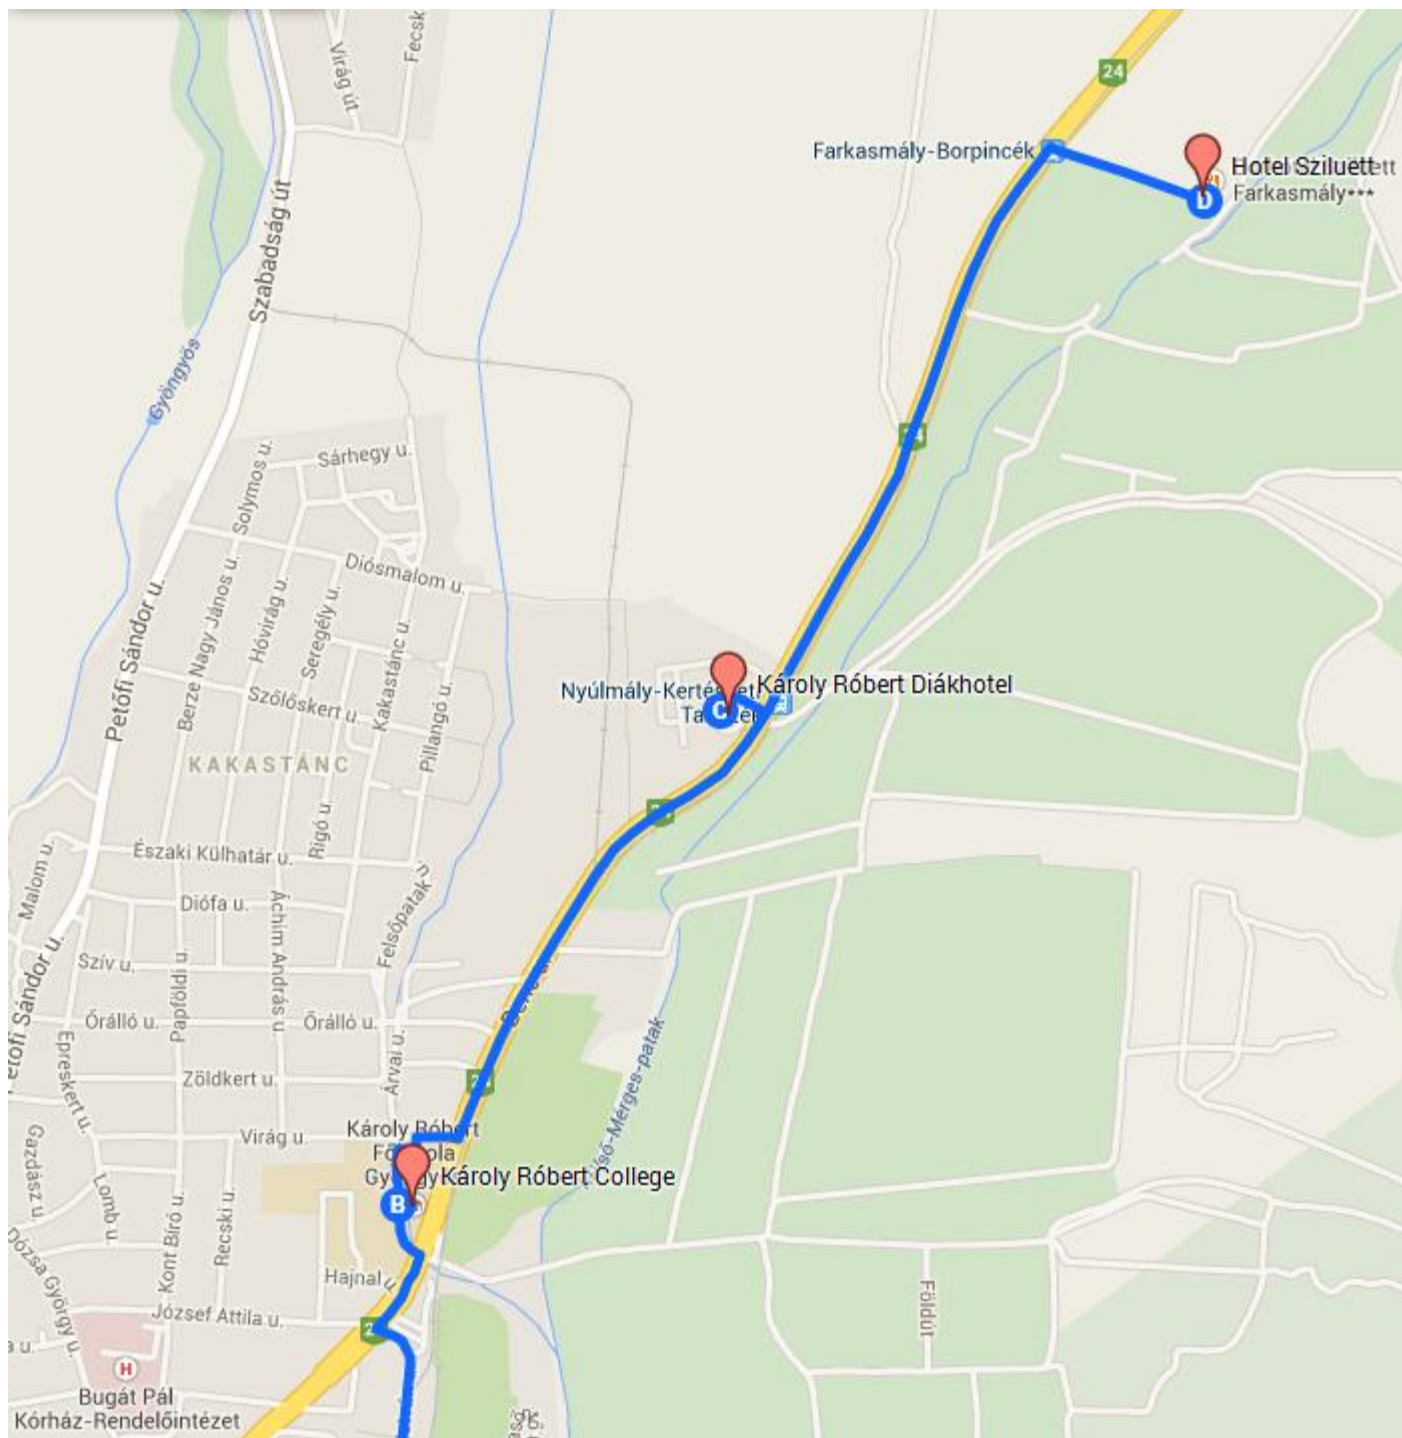 Virág út
Fecsk
24
Farkasmály-Borpincék
Hotel Sziluett
Farkasmály***
D
Szabadság út
Gyöngyös
Sárhegy u.
Solymos u.
Diósmalom u.
Petőfi Sándor u.
Berze Nagy János u.
Hóvirág u.
Seregély u.
Kakastánc u.
Pillangó u.
Szőlőskert u.
Nyúlmály-Kertészet
Károly Róbert Diákhotel
C
KAKASTÁNC
Rigó u.
Északi Külhatár u.
Malom u.
Diófa u.
Áchim András u.
Felsőpatak u.
Petőfi Sándor u.
Szív u.
Papföldi u.
Őrálló u.
Őrálló u.
Epreskert u.
Árvai u.
Zöldkert u.
Virág u.
Károly Róbert
Károly Róbert College
B
Gazdász u.
Lomb u.
Kont Bíró u.
Recski u.
Dózsa György u.
Hajnal u.
József Attila u.
Földút
H
Bugát Pál
Kórház-Rendelőintézet